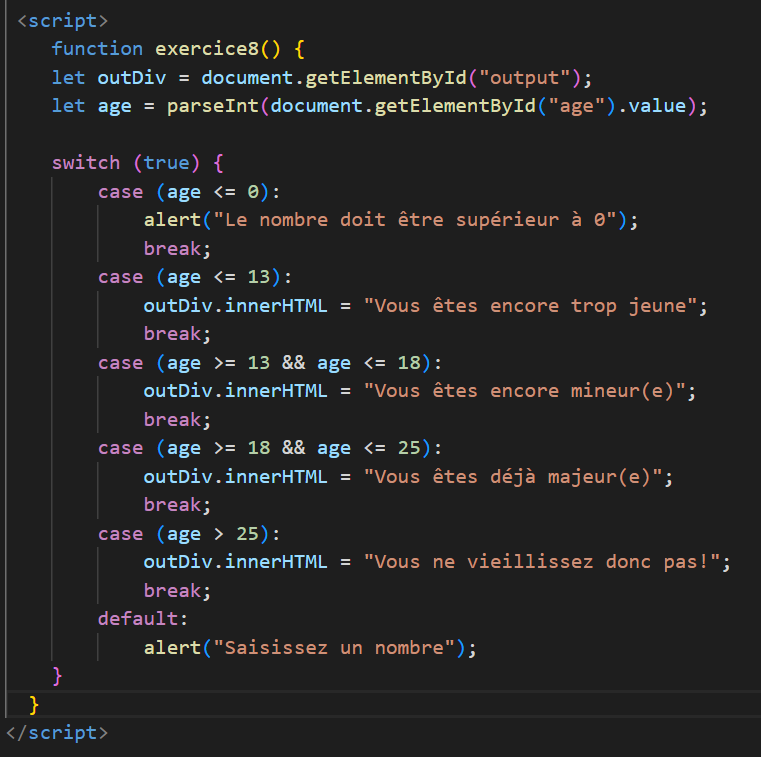 <script>
function exercice8() {
let outDiv = document.getElementById("output");
let age = parseInt(document.getElementById("age").value);
switch (true) {
case (age <= 0):
alert("Le nombre doit être supérieur à 0");
break;
case (age <= 13):
outDiv.innerHTML = "Vous êtes encore trop jeune";
break;
case (age >= 13 && age <= 18):
outDiv.innerHTML = "Vous êtes encore mineur(e)";
break;
case (age >= 18 && age <= 25):
outDiv.innerHTML = "Vous êtes déjà majeur(e)";
break;
case (age > 25):
outDiv.innerHTML = "Vous ne vieillissez donc pas!";
break;
default:
alert("Saisissez un nombre");
}
}
</script>